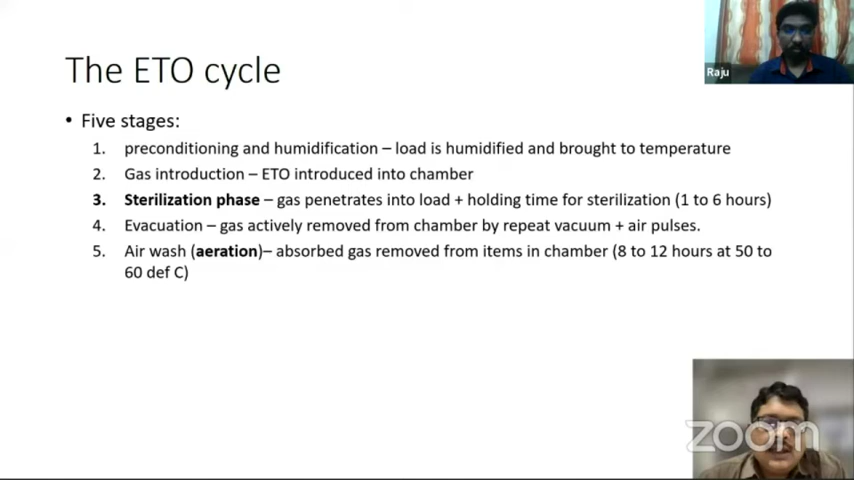 The ETO cycle
Raju
• Five stages:
1. preconditioning and humidification – load is humidified and brought to temperature
2. Gas introduction – ETO introduced into chamber
3. Sterilization phase – gas penetrates into load + holding time for sterilization (1 to 6 hours)
4. Evacuation – gas actively removed from chamber by repeat vacuum + air pulses.
5. Air wash (aeration)– absorbed gas removed from items in chamber (8 to 12 hours at 50 to
60 def C)
zoom